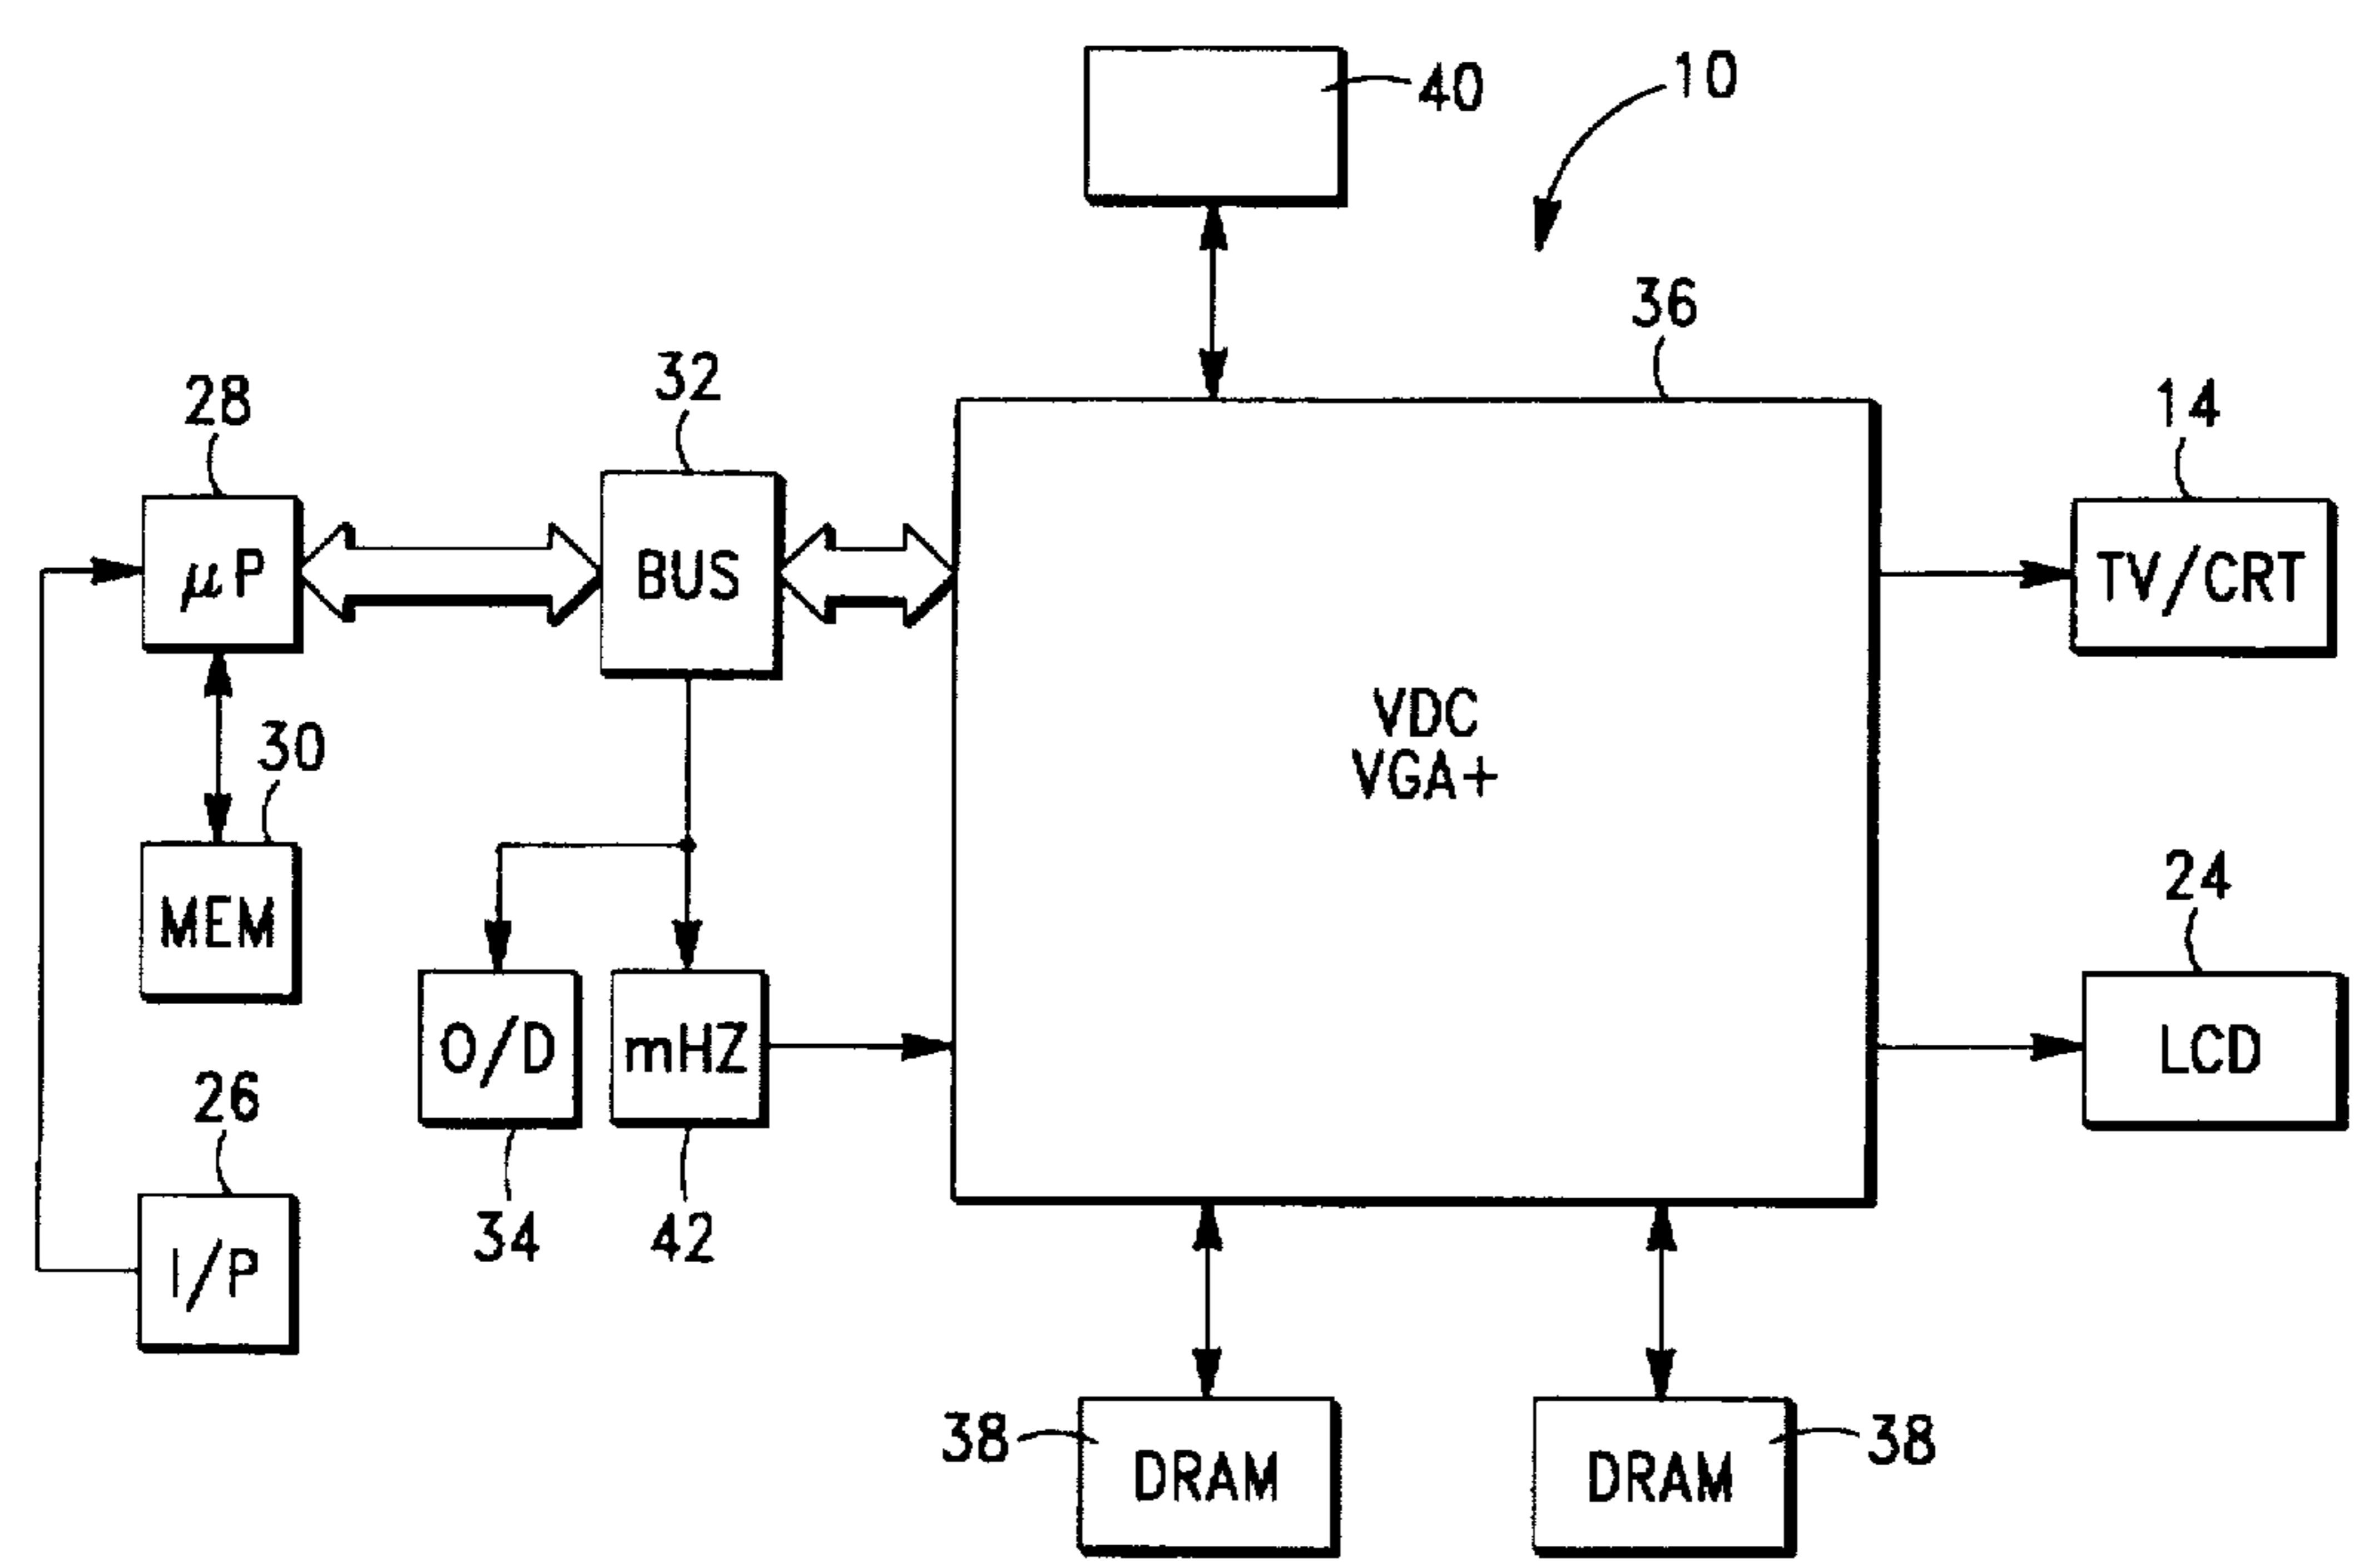 40
10
36
32
28
14
μP
BUS
TV/CRT
VDC
VGA+
30
24
MEM
O/D
mHZ
LCD
26
34
42
I/P
38
DRAM
DRAM
38